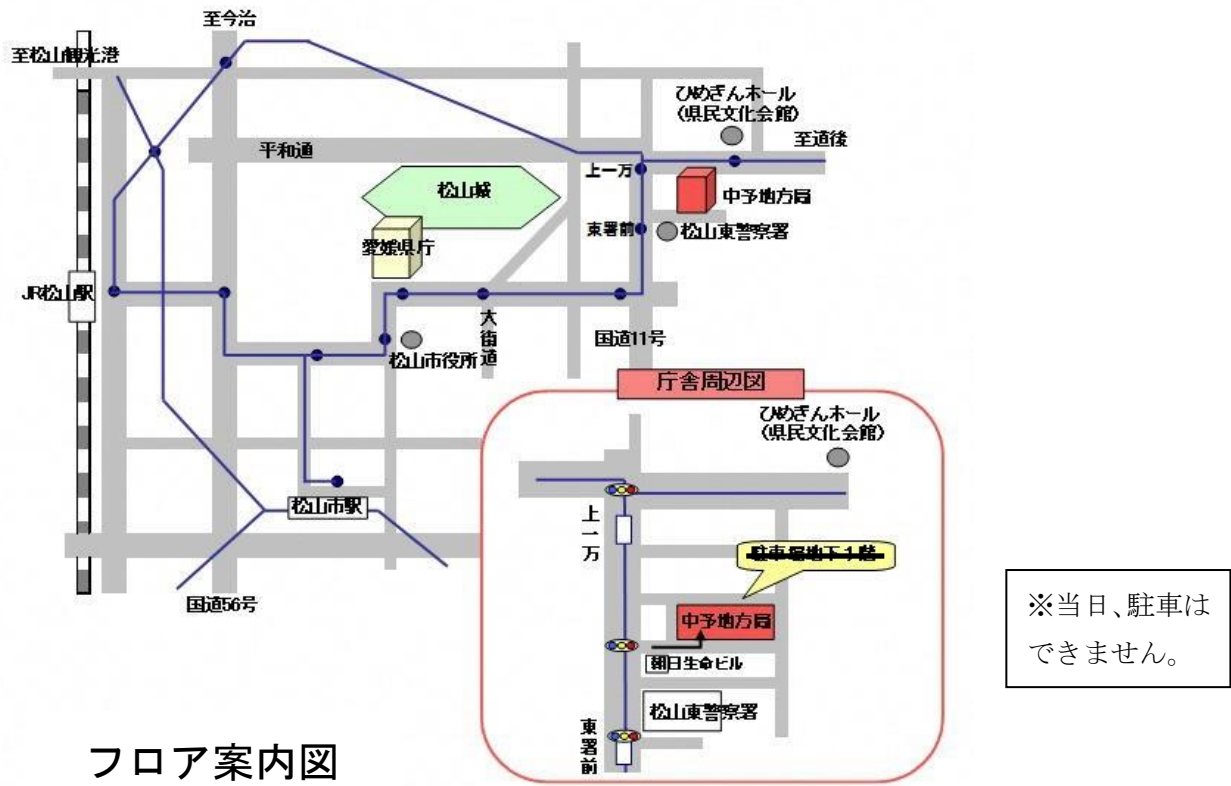 至今治
至松山観光港
ひめぎんホール
(県民文化会館)
至道後
平和通
上一万
松山城
中予地方局
東署前
松山東警察署
愛媛県庁
JR松山駅
大街道
国道11号
松山市役所
庁舎周辺図
ひめぎんホール
(県民文化会館)
松山市駅
上一万
駐車場地下1階
国道56号
中予地方局
朝日生命ビル
松山東警察署
東署前
※当日、駐車は
できません。
フロア案内図